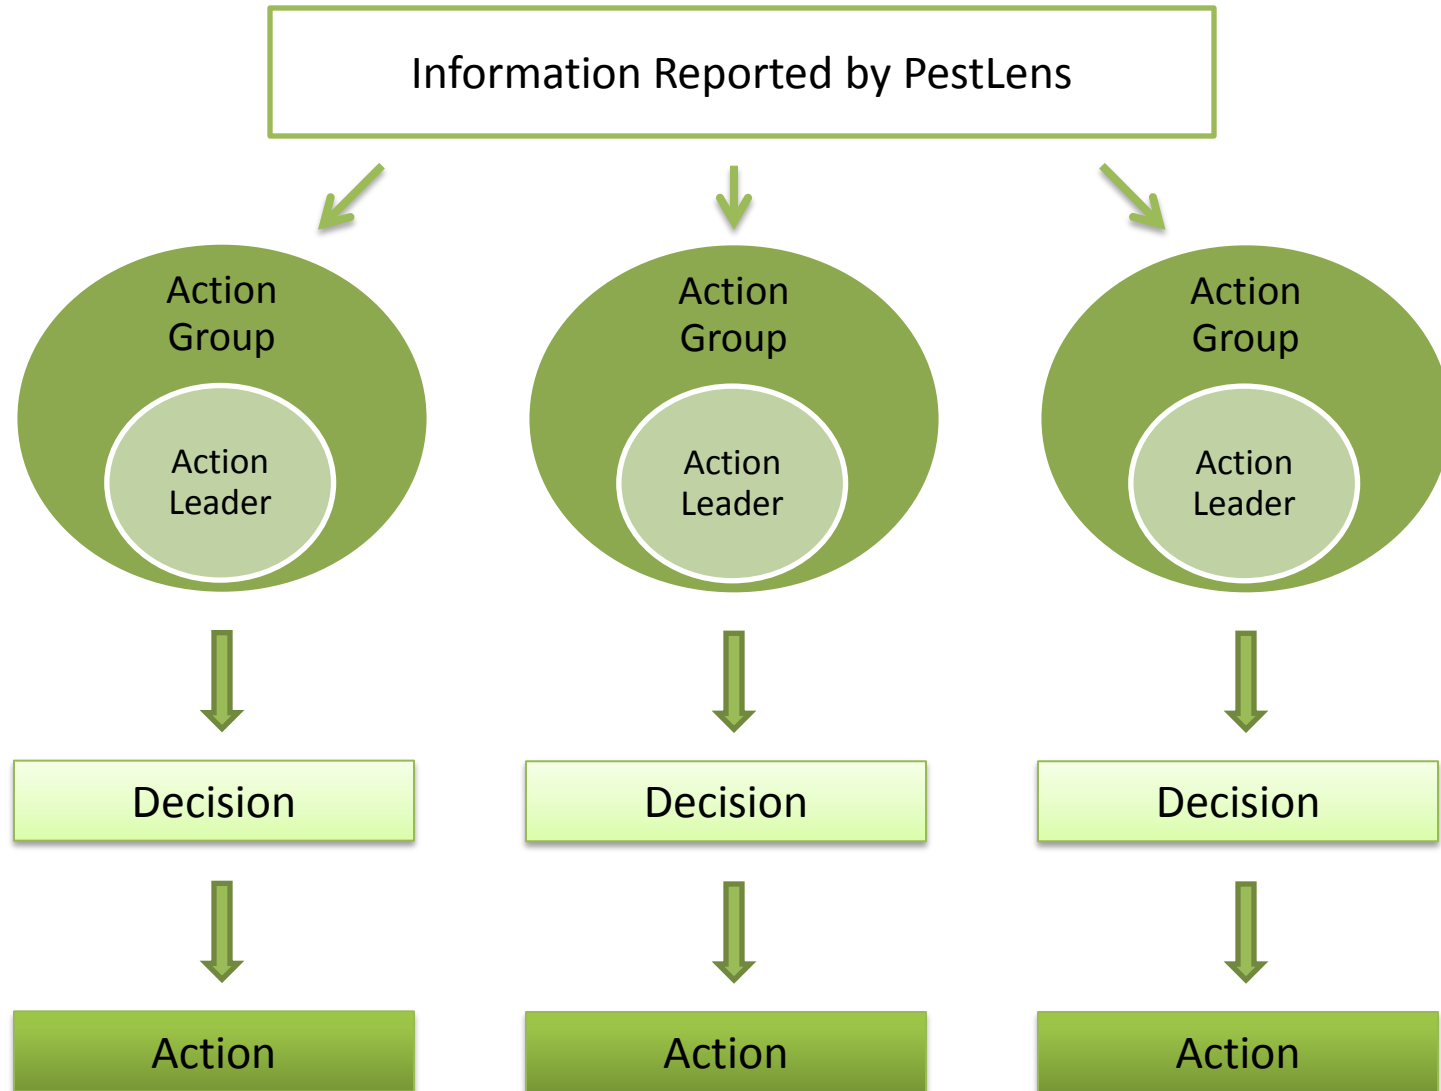 Information Reported by PestLens
Action
Group
Action
Leader
Action
Group
Action
Leader
Action
Group
Action
Leader
Decision
Decision
Decision
Action
Action
Action